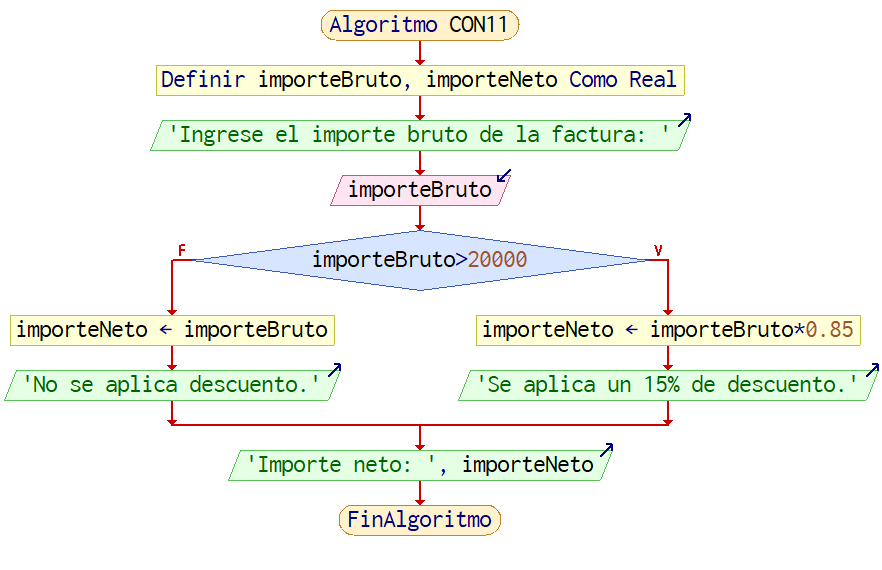 Algoritmo CON11
Definir importeBruto, importeNeto Como Real
'Ingrese el importe bruto de la factura: '
importeBruto
importeBruto>20000
F
V
importeNeto ← importeBruto
importeNeto ← importeBruto*0.85
'No se aplica descuento.'
'Se aplica un 15% de descuento.'
'Importe neto: ', importeNeto
FinAlgoritmo